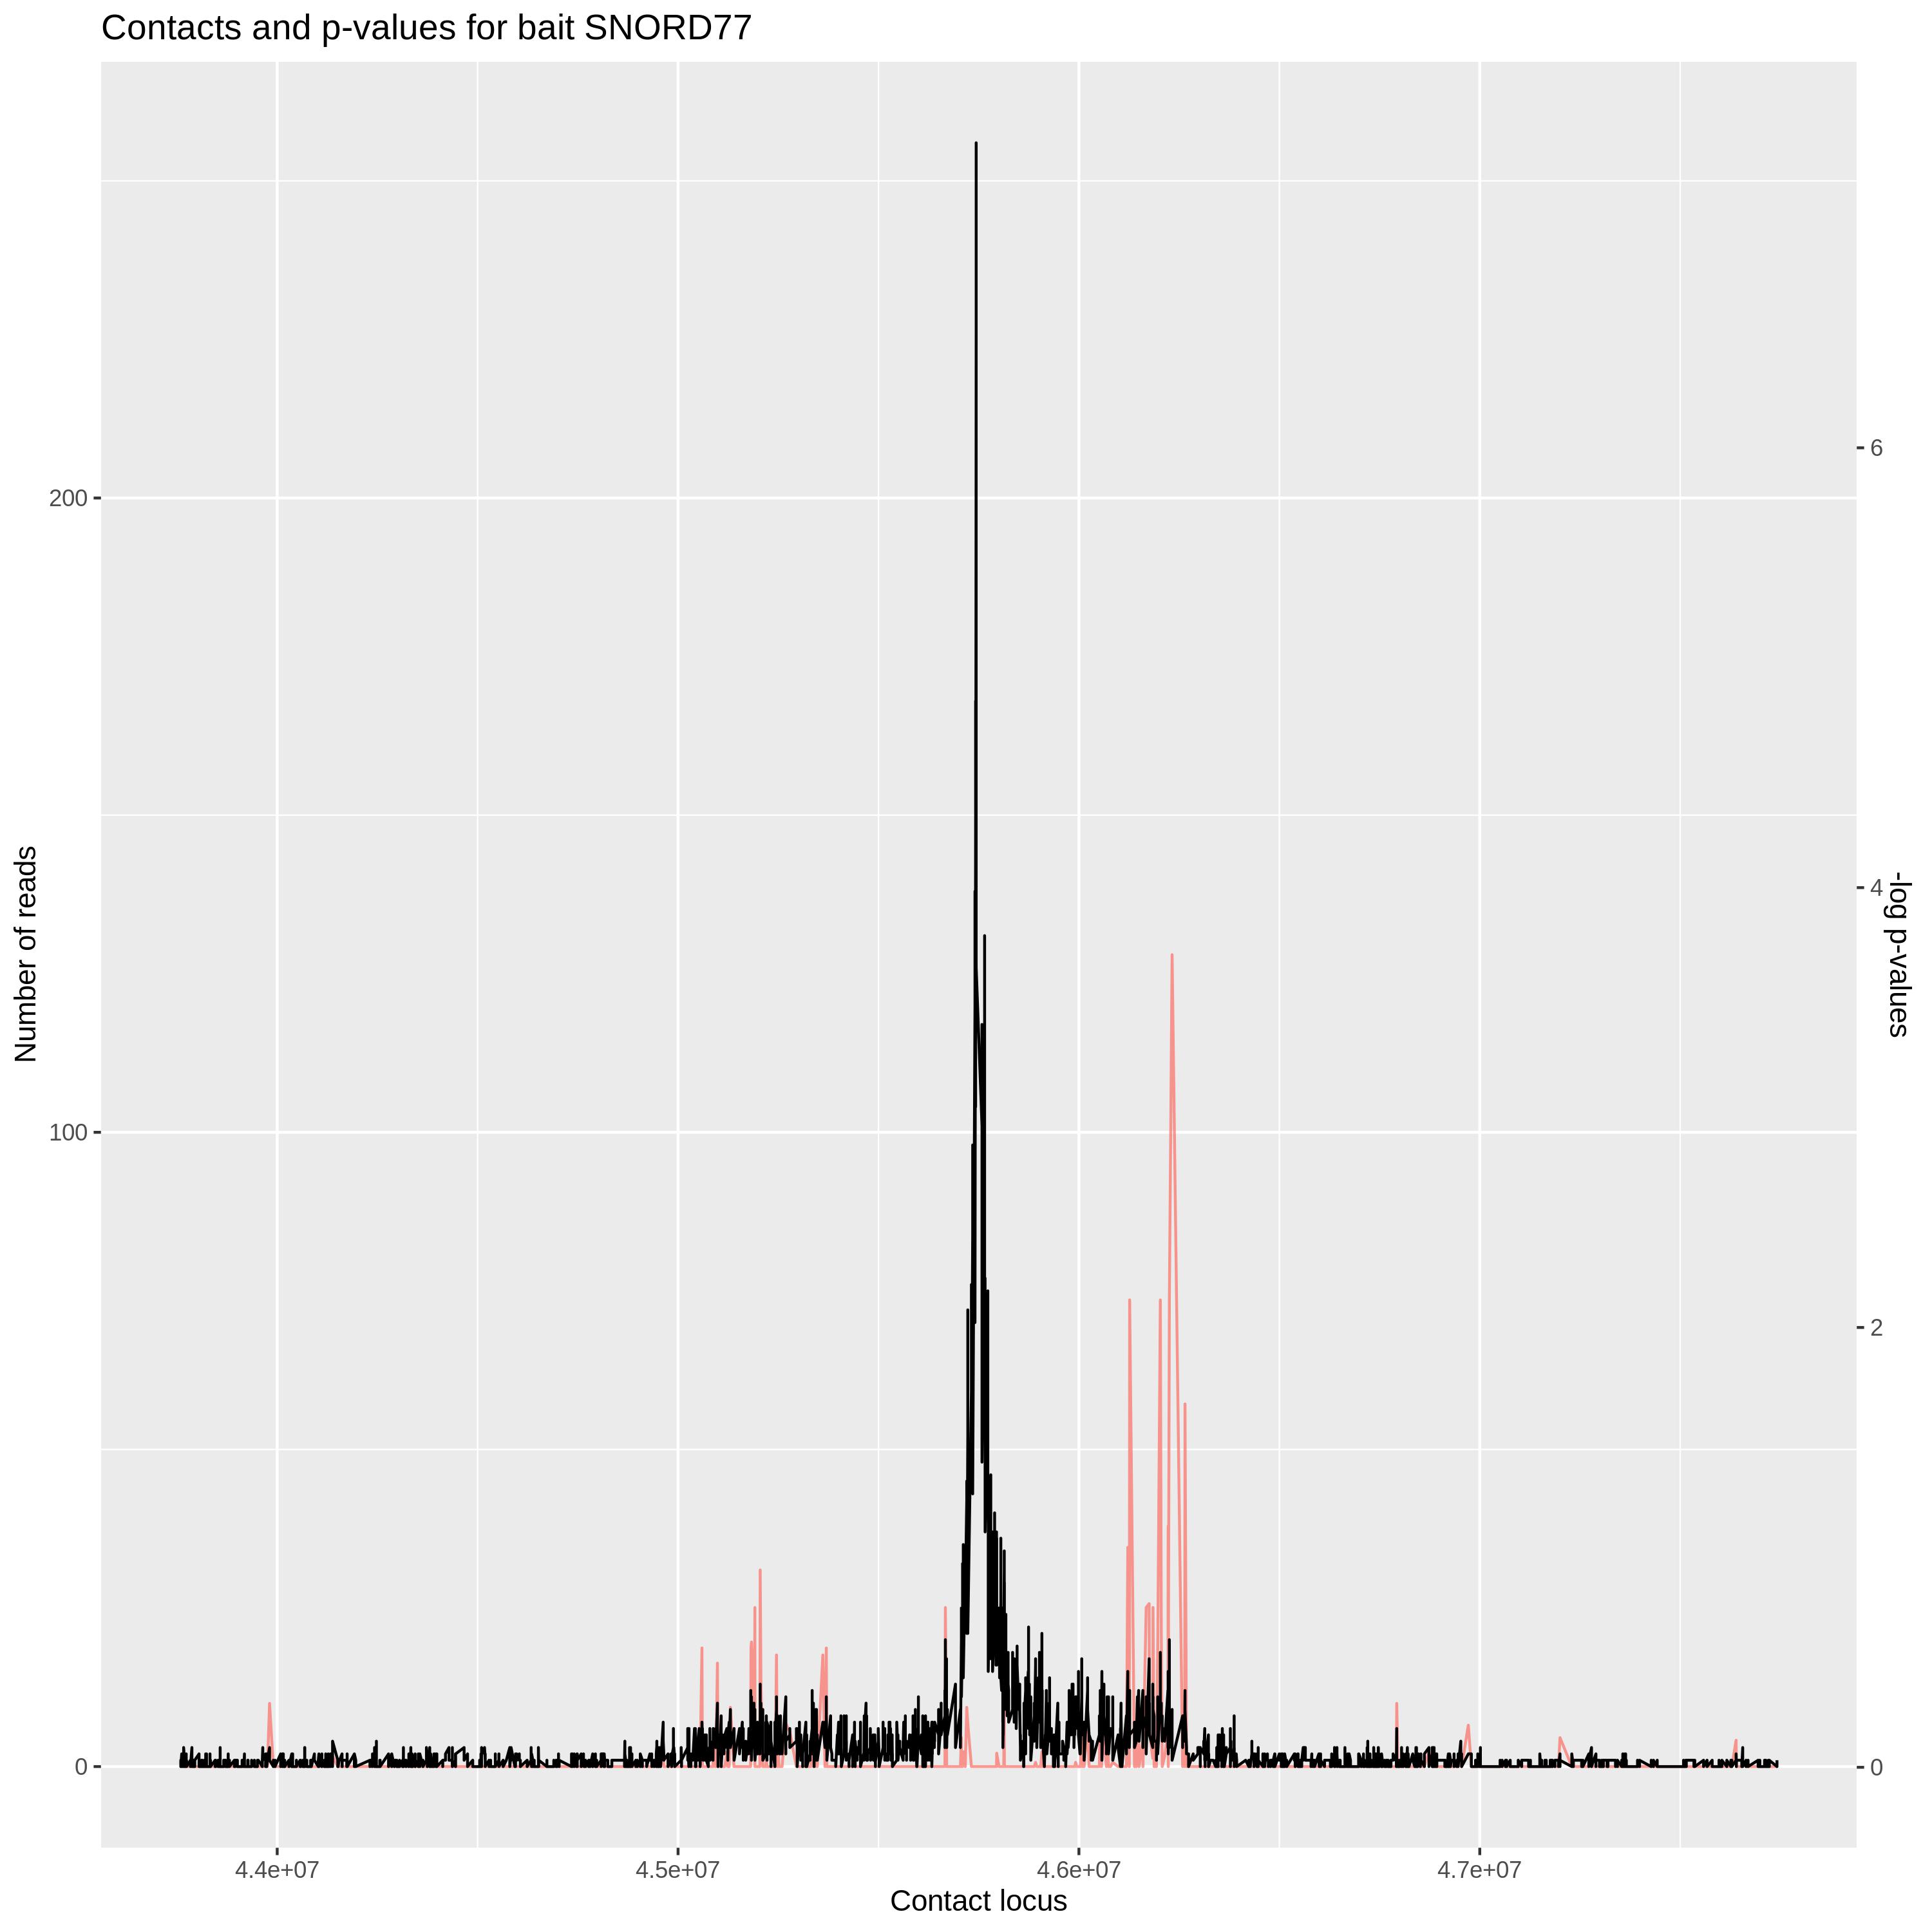 Contacts and p-values for bait SNORD77
Number of reads
200
100
0
6
4
2
0
-log p-values
4.4e+07
4.5e+07
4.6e+07
4.7e+07
Contact locus